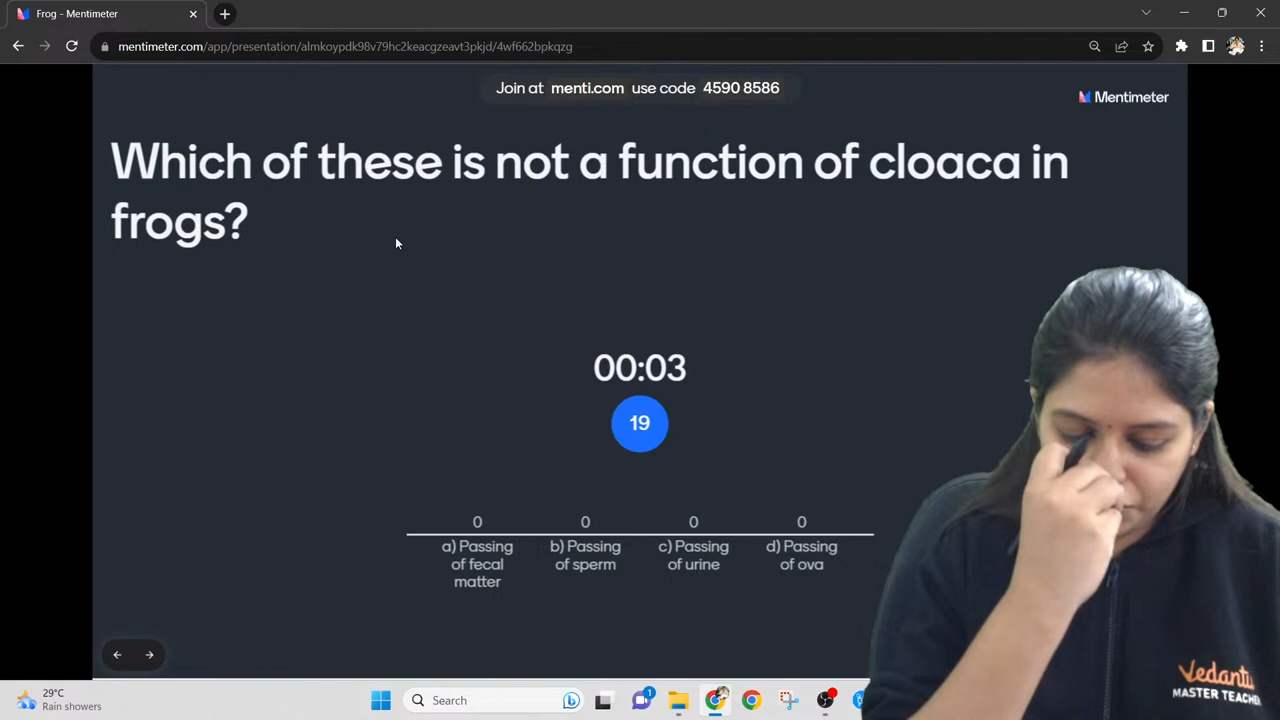 Frog - Mentimeter
mentimeter.com/app/presentation/almkoypdk98v79hc2keacgzeavt3pkjd/4wf662bpkqzg
Join at menti.com use code 4590 8586
Mentimeter
Which of these is not a function of cloaca in
frogs?
00:03
19
0 0 0 0
a) Passing of fecal matter
b) Passing of sperm
c) Passing of urine
d) Passing of ova
Vedantu
MASTER TEACHER
29°C
Rain showers
Search
1